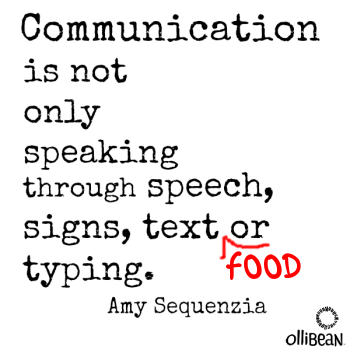 Communication
is not
only
speaking
through speech,
signs, text or
FOOD
typing.
Amy Sequenzia
ollIBEAN